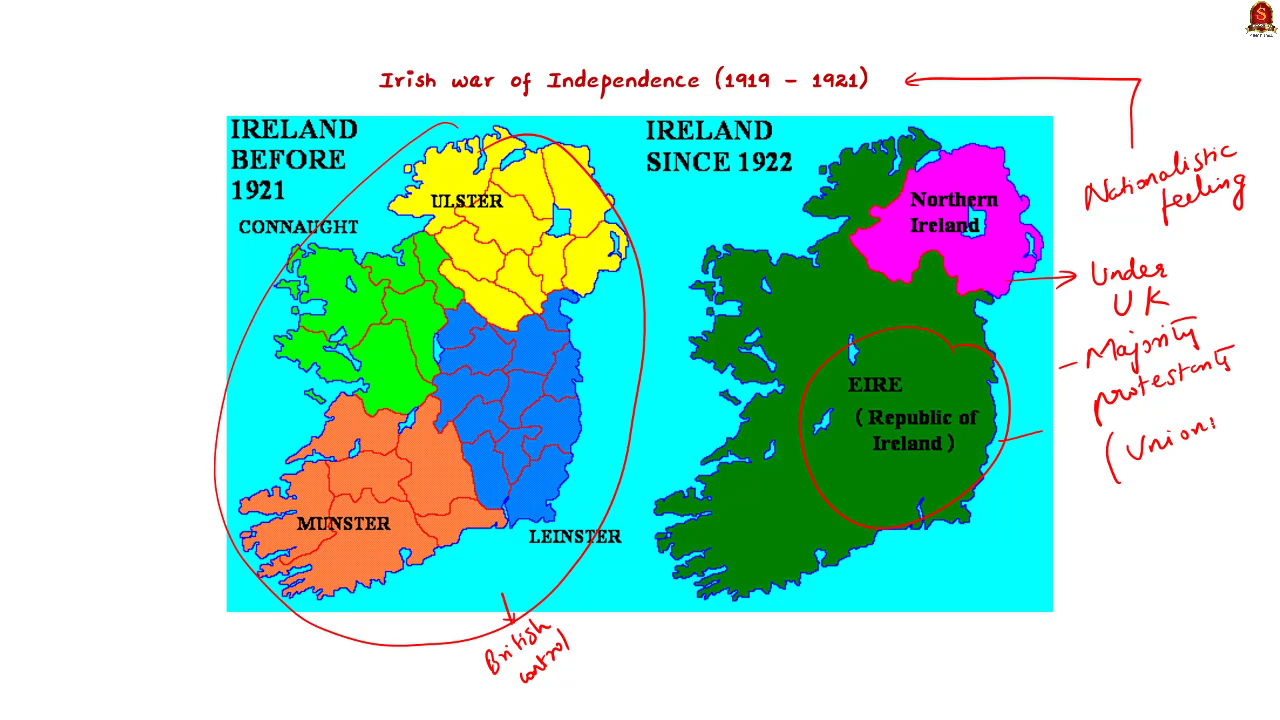 Irish war of Independence (1919 - 1921)
IRELAND
BEFORE
1921
CONNAUGHT
ULSTER
MUNSTER
LEINSTER
British
control
IRELAND
SINCE 1922
Northern
Ireland
EIRE
(Republic of
Ireland)
Nationalistic
feeling
Under
UK
- Majority
protestants
(Union